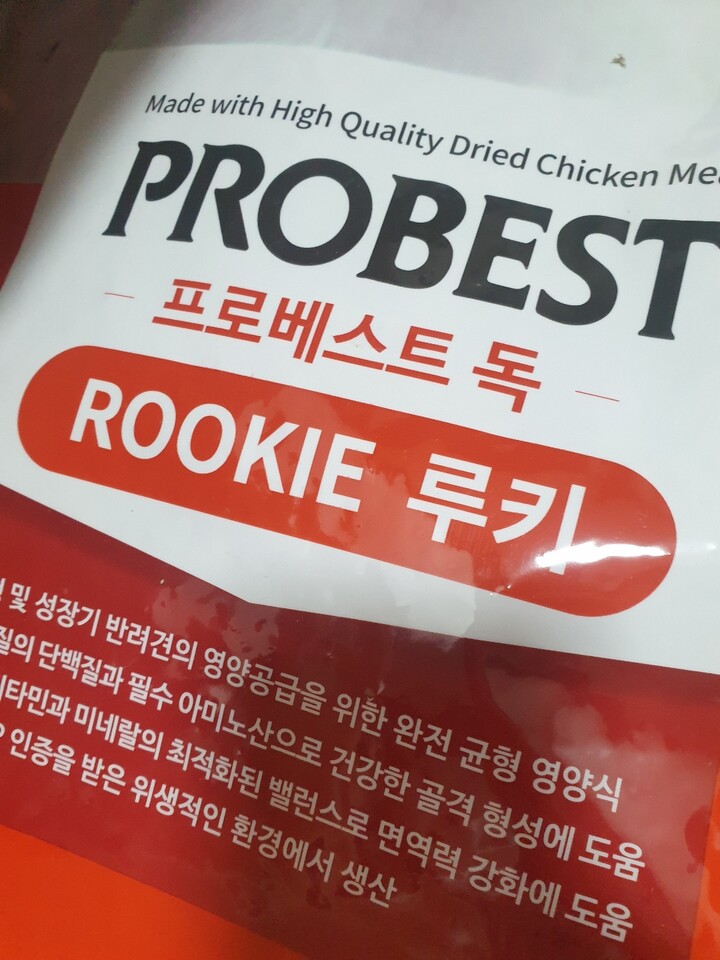 Made with High Quality Dried Chicken
PROBEST
프로베스트 독
ROOKIE 루키
및 성장기 반려견의 영양공급을 위한 완전 균형 영양식
단백질과 필수 아미노산으로 건강한 골격 형성에 도움
미네랄의 최적화된 밸런스로 면역력 강화에 도움
인증을 받은 위생적인 환경에서 생산